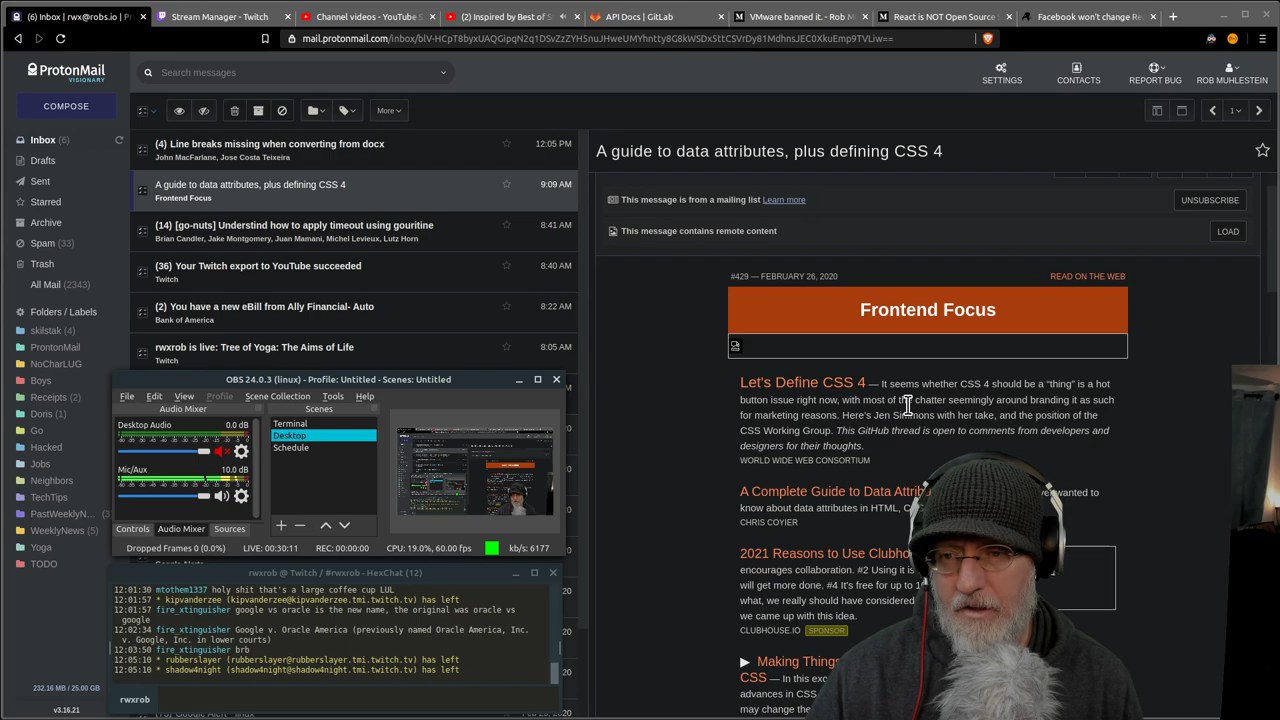 (6) Inbox | rwx@robs.io | Pro
Stream Manager - Twitch
Channel videos - YouTube S
(2) Inspired by Best of S
API Docs | GitLab
VMware banned it. - Rob M
React is NOT Open Source
Facebook won't change Re
mail.protonmail.com/inbox/
ProtonMail
VISIONARY
Search messages
SETTINGS
CONTACTS
REPORT BUG
ROB MUHLESTEIN
COMPOSE
More
1
Inbox (6)
Drafts
Sent
Starred
Archive
Spam (33)
Trash
All Mail (2343)
Folders / Labels
skilstak (4)
ProntonMail
NoCharLUG
Boys
Receipts (2)
Doris (1)
Go
Hacked
Jobs
Neighbors
TechTips
PastWeeklyN...
WeeklyNews (5)
Yoga
TODO
232.16 MB / 25.00 GB
v3.16.21
(4) Line breaks missing when converting from docx
12:05 PM
John MacFarlane, Jose Costa Teixeira
A guide to data attributes, plus defining CSS 4
9:09 AM
Frontend Focus
(14) [go-nuts] Understind how to apply timeout using gouritine
8:41 AM
Brian Candler, Jake Montgomery, Juan Mamani, Michel Levieux, Lutz Horn
(36) Your Twitch export to YouTube succeeded
8:40 AM
Twitch
(2) You have a new eBill from Ally Financial- Auto
8:22 AM
Bank of America
rwxrob is live: Tree of Yoga: The Aims of Life
8:05 AM
Twitch
A guide to data attributes, plus defining CSS 4
This message is from a mailing list Learn more
UNSUBSCRIBE
This message contains remote content
LOAD
#429 — FEBRUARY 26, 2020
READ ON THE WEB
Frontend Focus
Let's Define CSS 4 — It seems whether CSS 4 should be a “thing” is a hot
button issue right now, with most of the chatter seemingly around branding it as such
for marketing reasons. Here's Jen Simmons with her take, and the position of the
CSS Working Group. This GitHub thread is open to comments from developers and
designers for their thoughts.
WORLD WIDE WEB CONSORTIUM
A Complete Guide to Data Attrib
ver wanted to
know about data attributes in HTML, C
CHRIS COYIER
2021 Reasons to Use Clubho
encourages collaboration. #2 Using it is
will get more done. #4 It's free for up to 1
what, we really should have considered
we came up with this idea.
CLUBHOUSE.IO SPONSOR
▶ Making Things
CSS — In this exc
advances in CSS
may change the
OBS 24.0.3 (linux) - Profile: Untitled - Scenes: Untitled
File Edit View Profile Scene Collection Tools Help
Audio Mixer
Scenes
Desktop Audio
0.0 dB
Mic/Aux
10.0 dB
Terminal
Desktop
Schedule
Controls
Audio Mixer
Sources
Dropped Frames 0 (0.0%)
LIVE: 00:30:11
REC: 00:00:00
CPU: 19.0%, 60.00 fps
kb/s: 6177
rwxrob @ Twitch / #rwxrob - HexChat (12)
12:01:30 mtothem1337 holy shit that's a large coffee cup LUL
12:01:57 * kipvanderzee (kipvanderzee@kipvanderzee.tmi.twitch.tv) has left
12:01:57 fire_xtinguisher google vs oracle is the new name, the original was oracle vs
google
12:02:34 fire_xtinguisher Google v. Oracle America (previously named Oracle America, Inc.
v. Google, Inc. in lower courts)
12:03:50 fire_xtinguisher brb
12:05:10 * rubberslayer (rubberslayer@rubberslayer.tmi.twitch.tv) has left
12:05:10 * shadow4night (shadow4night@shadow4night.tmi.twitch.tv) has left
rwxrob